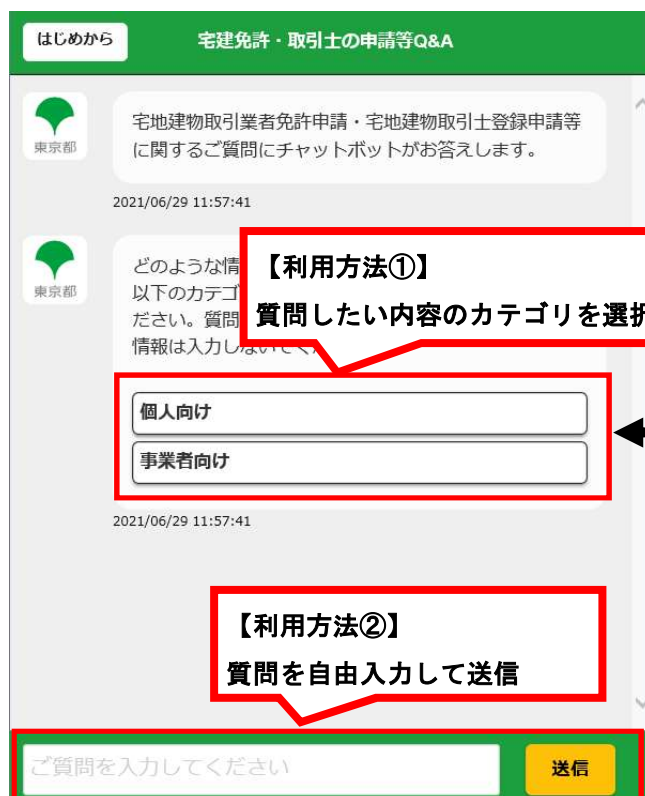 はじめから
宅建免許・取引士の申請等Q&A
東京都
宅地建物取引業者免許申請・宅地建物取引士登録申請等
に関するご質問にチャットボットがお答えします。
2021/06/29 11:57:41
東京都
どのような情
以下のカテゴ
ださい。質問
情報は入力しないでくだ
【利用方法①】
質問したい内容のカテゴリを選択
個人向け
事業者向け
2021/06/29 11:57:41
【利用方法②】
質問を自由入力して送信
ご質問を入力してください
送信